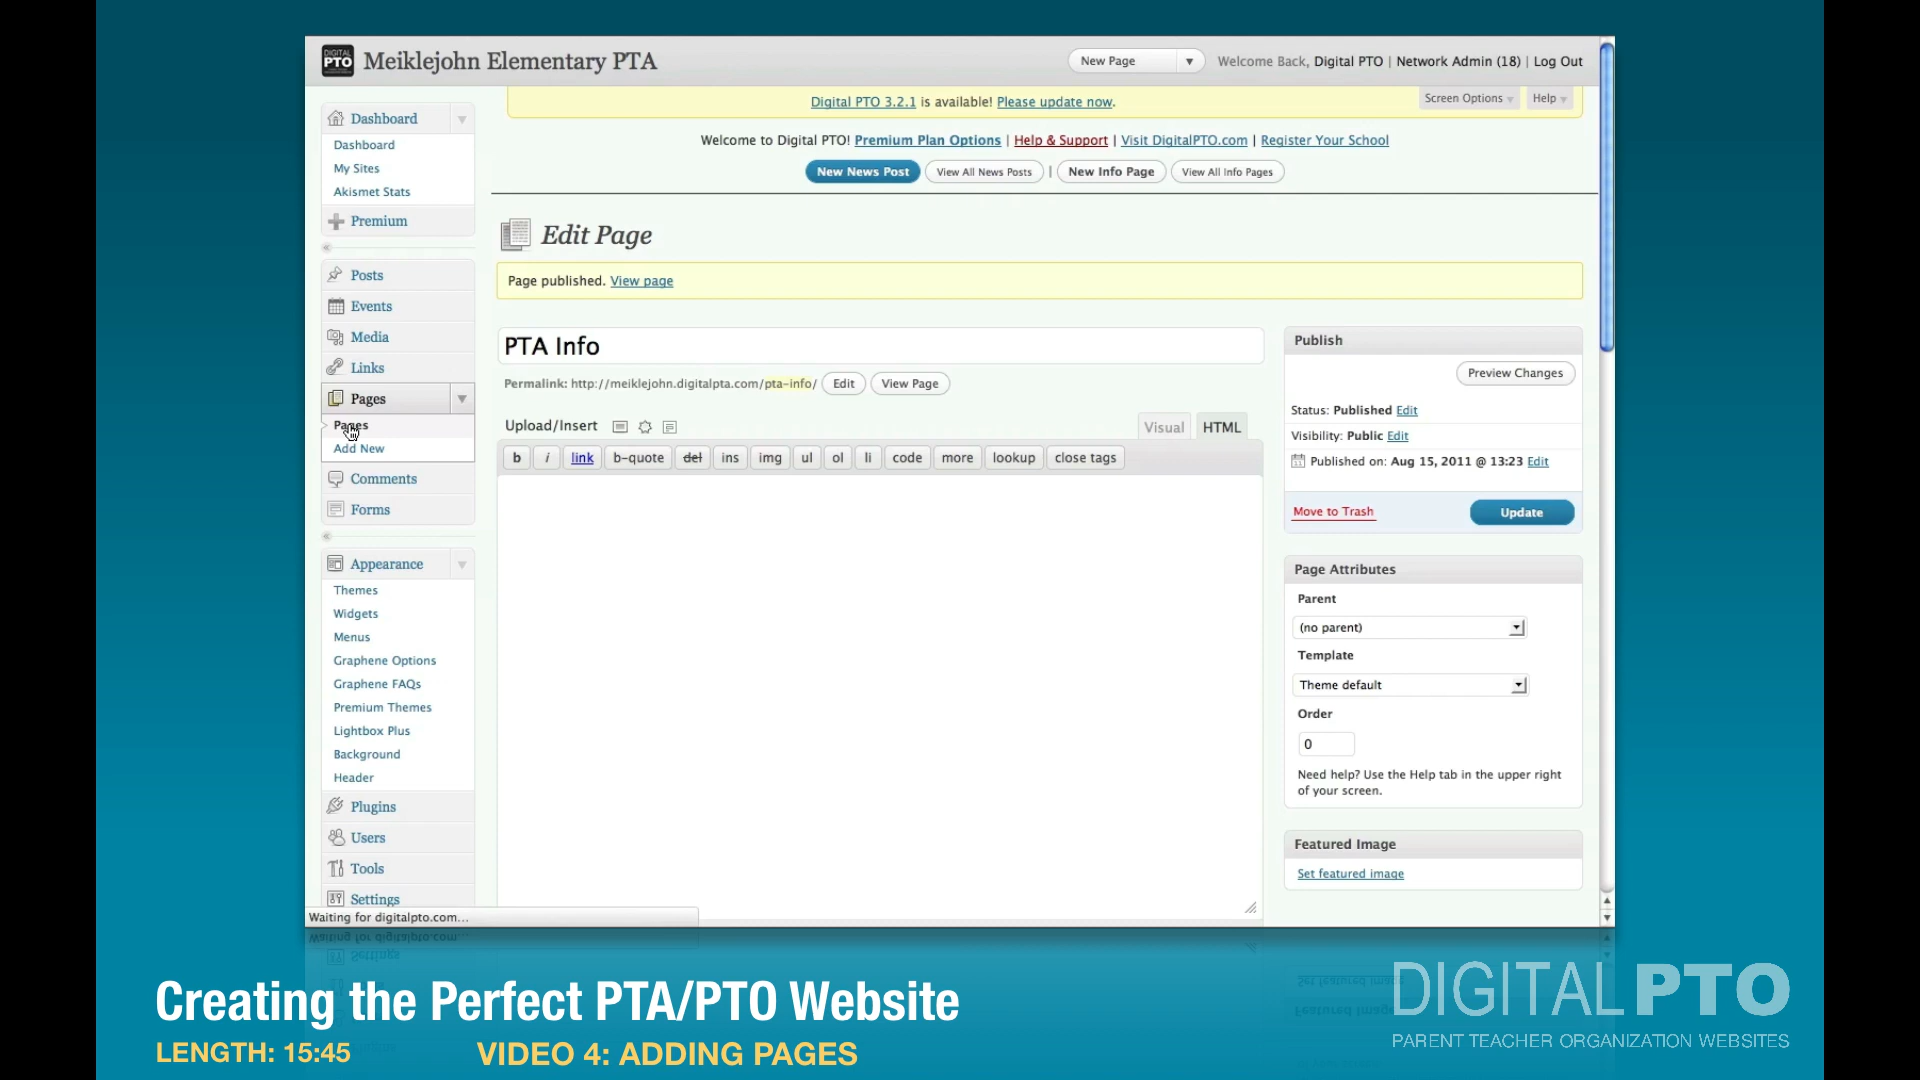 DIGITAL PTO Meiklejohn Elementary PTA
New Page
Welcome Back, Digital PTO | Network Admin (18) | Log Out
Digital PTO 3.2.1 is available! Please update now.
Screen Options
Help
Welcome to Digital PTO! Premium Plan Options | Help & Support | Visit DigitalPTO.com | Register Your School
New News Post View All News Posts | New Info Page View All Info Pages
Dashboard
Dashboard
My Sites
Akismet Stats
Premium
Posts
Events
Media
Links
Pages
Pages
Add New
Comments
Forms
Appearance
Themes
Widgets
Menus
Graphene Options
Graphene FAQs
Premium Themes
Lightbox Plus
Background
Header
Plugins
Users
Tools
Settings
Waiting for digitalpto.com...
Edit Page
Page published. View page
PTA Info
Permalink: http://meiklejohn.digitalpta.com/pta-info/ Edit View Page
Upload/Insert
Visual HTML
b i link b-quote del ins img ul ol li code more lookup close tags
Publish
Preview Changes
Status: Published Edit
Visibility: Public Edit
Published on: Aug 15, 2011 @ 13:23 Edit
Move to Trash Update
Page Attributes
Parent
(no parent)
Template
Theme default
Order
0
Need help? Use the Help tab in the upper right
of your screen.
Featured Image
Set featured image
Creating the Perfect PTA/PTO Website
LENGTH: 15:45 VIDEO 4: ADDING PAGES
DIGITALPTO
PARENT TEACHER ORGANIZATION WEBSITES